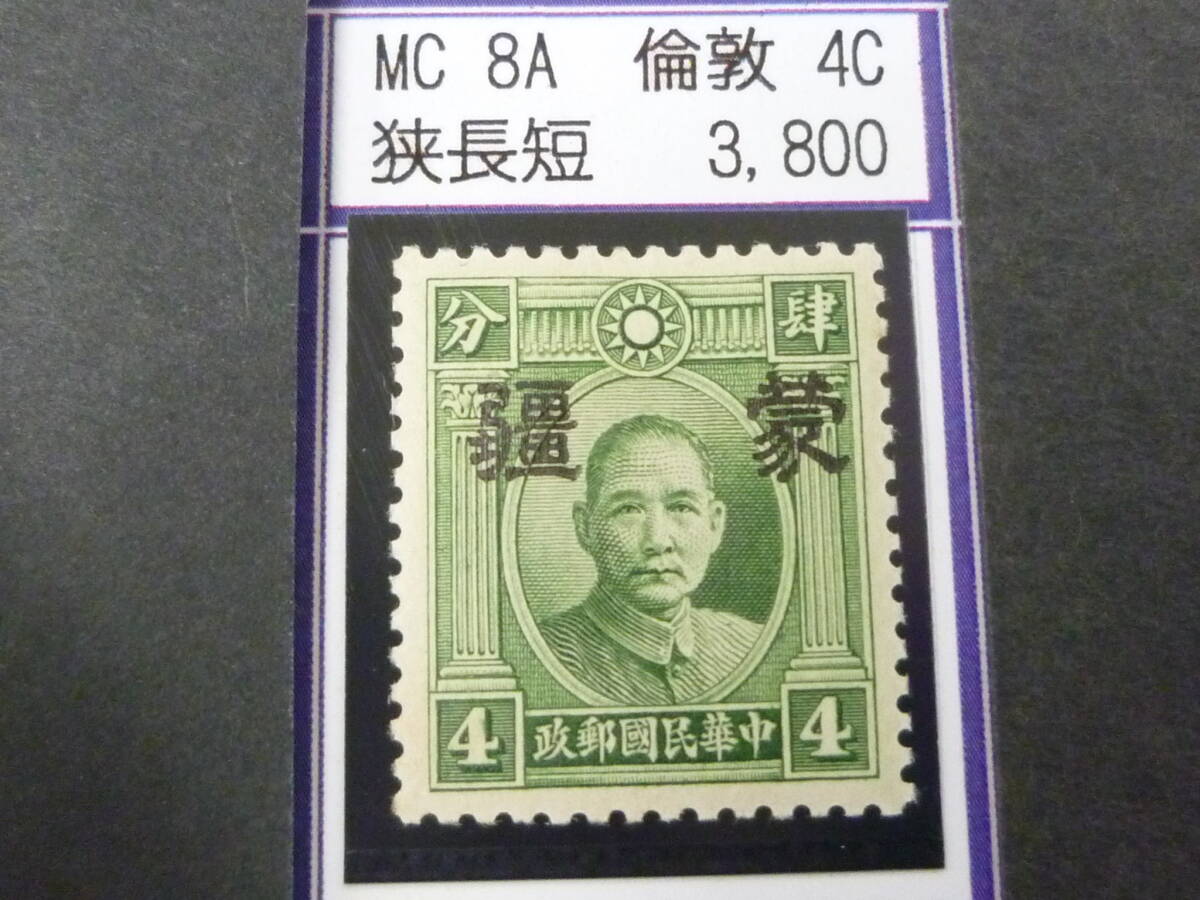 MC 8A 倫敦 4C
狭長短 3,800
分 肆
疆 蒙
4 政郵國民華中 4